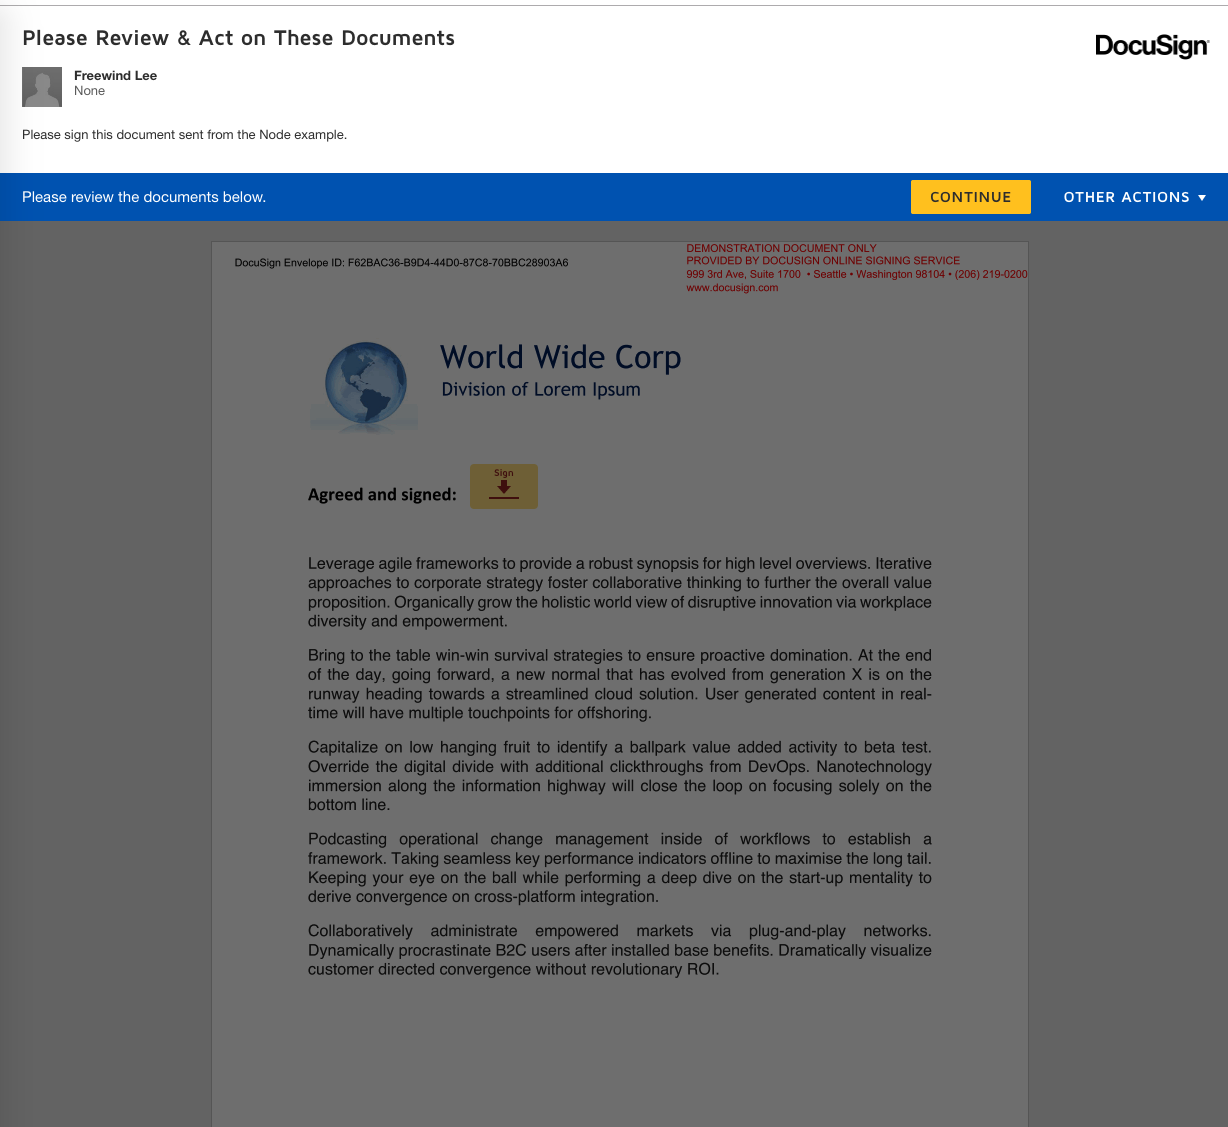 Please Review & Act on These Documents
DocuSign
Freewind Lee
None
Please sign this document sent from the Node example.
Please review the documents below.
CONTINUE
OTHER ACTIONS
DocuSign Envelope ID: F62BAC36-B9D4-44D0-87C8-70BBC28903A6
DEMONSTRATION DOCUMENT ONLY
PROVIDED BY DOCUSIGN ONLINE SIGNING SERVICE
999 3rd Ave, Suite 1700 • Seattle • Washington 98104 • (206) 219-0200
www.docusign.com
World Wide Corp
Division of Lorem Ipsum
Sign
Agreed and signed:
Leverage agile frameworks to provide a robust synopsis for high level overviews. Iterative
approaches to corporate strategy foster collaborative thinking to further the overall value
proposition. Organically grow the holistic world view of disruptive innovation via workplace
diversity and empowerment.
Bring to the table win-win survival strategies to ensure proactive domination. At the end
of the day, going forward, a new normal that has evolved from generation X is on the
runway heading towards a streamlined cloud solution. User generated content in real-
time will have multiple touchpoints for offshoring.
Capitalize on low hanging fruit to identify a ballpark value added activity to beta test.
Override the digital divide with additional clickthroughs from DevOps. Nanotechnology
immersion along the information highway will close the loop on focusing solely on the
bottom line.
Podcasting operational change management inside of workflows to establish a
framework. Taking seamless key performance indicators offline to maximise the long tail.
Keeping your eye on the ball while performing a deep dive on the start-up mentality to
derive convergence on cross-platform integration.
Collaboratively administrate empowered markets via plug-and-play networks.
Dynamically procrastinate B2C users after installed base benefits. Dramatically visualize
customer directed convergence without revolutionary ROI.